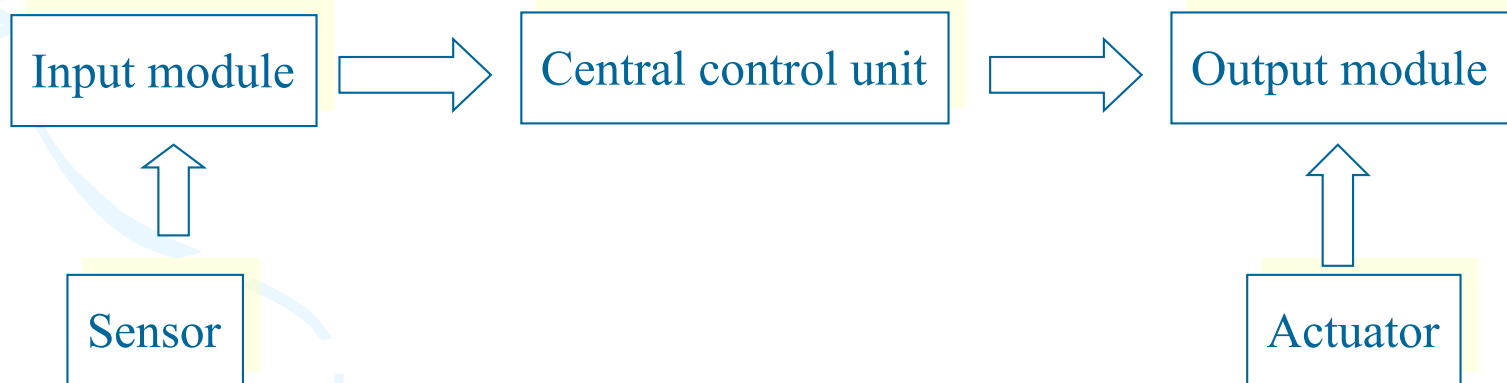 Input module
Central control unit
Output module
Sensor
Actuator